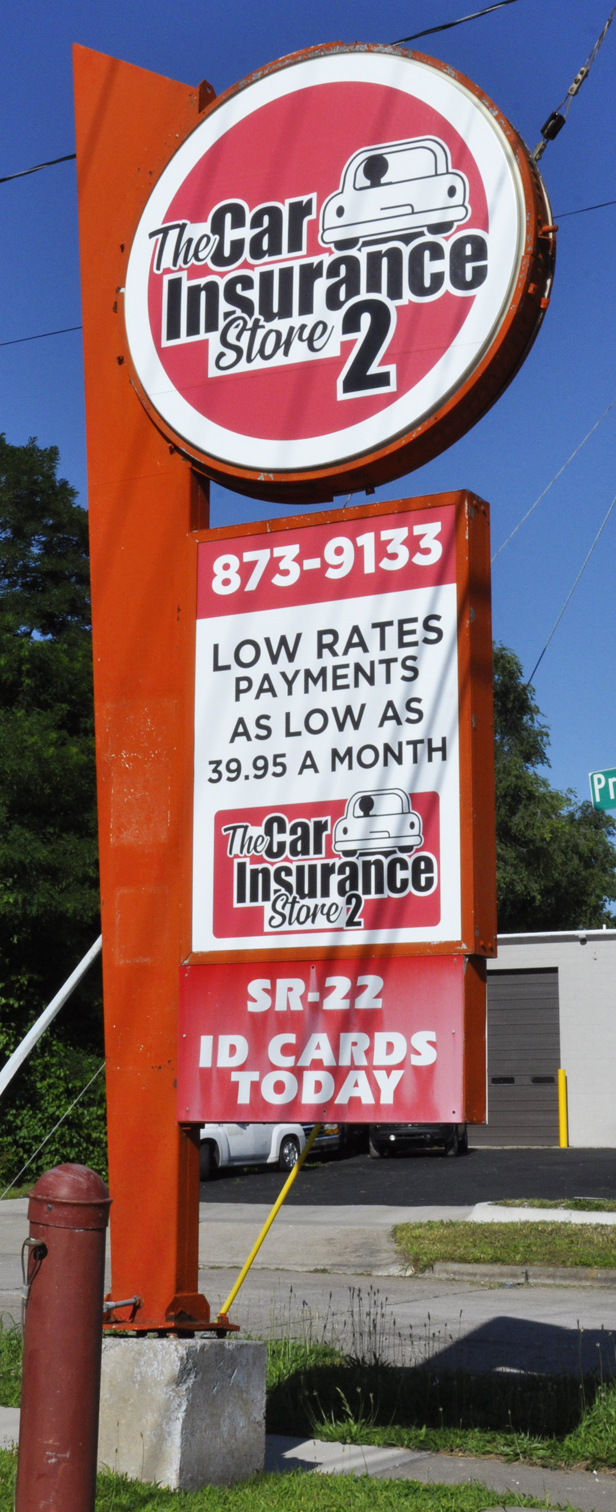 The Car
Insurance
Store 2
873-9133
LOW RATES
PAYMENTS
AS LOW AS
39.95 A MONTH
The Car
Insurance
Store 2
SR-22
ID CARDS
TODAY